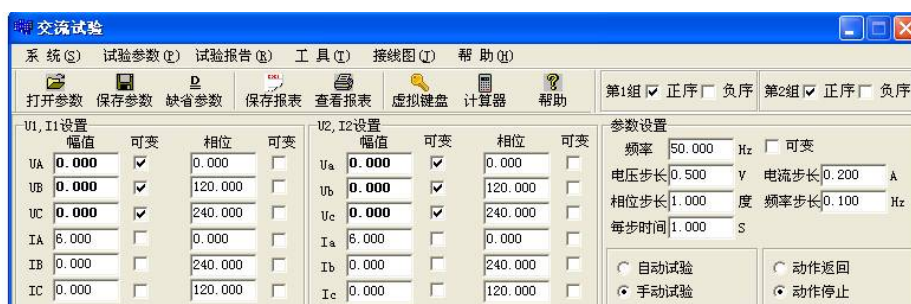 交流试验
系 统(S) 试验参数(P) 试验报告(R) 工 具(T) 接线图(J) 帮 助(H)
打开参数 保存参数 缺省参数 保存报表 查看报表 虚拟键盘 计算器 帮助
第1组 正序 负序 第2组 正序 负序
U1,I1设置 U2,I2设置 参数设置
幅值 可变 相位 可变 幅值 可变 相位 可变 频率 50.000 Hz 可变
UA 0.000 0.000 Ua 0.000 0.000 电压步长 0.500 V 电流步长 0.200 A
UB 0.000 120.000 Ub 0.000 120.000 相位步长 1.000 度 频率步长 0.100 Hz
UC 0.000 240.000 Uc 0.000 240.000 每步时间 1.000 S
IA 6.000 0.000 Ia 6.000 0.000
IB 0.000 240.000 Ib 0.000 240.000 自动试验 动作返回
IC 0.000 120.000 Ic 0.000 120.000 手动试验 动作停止